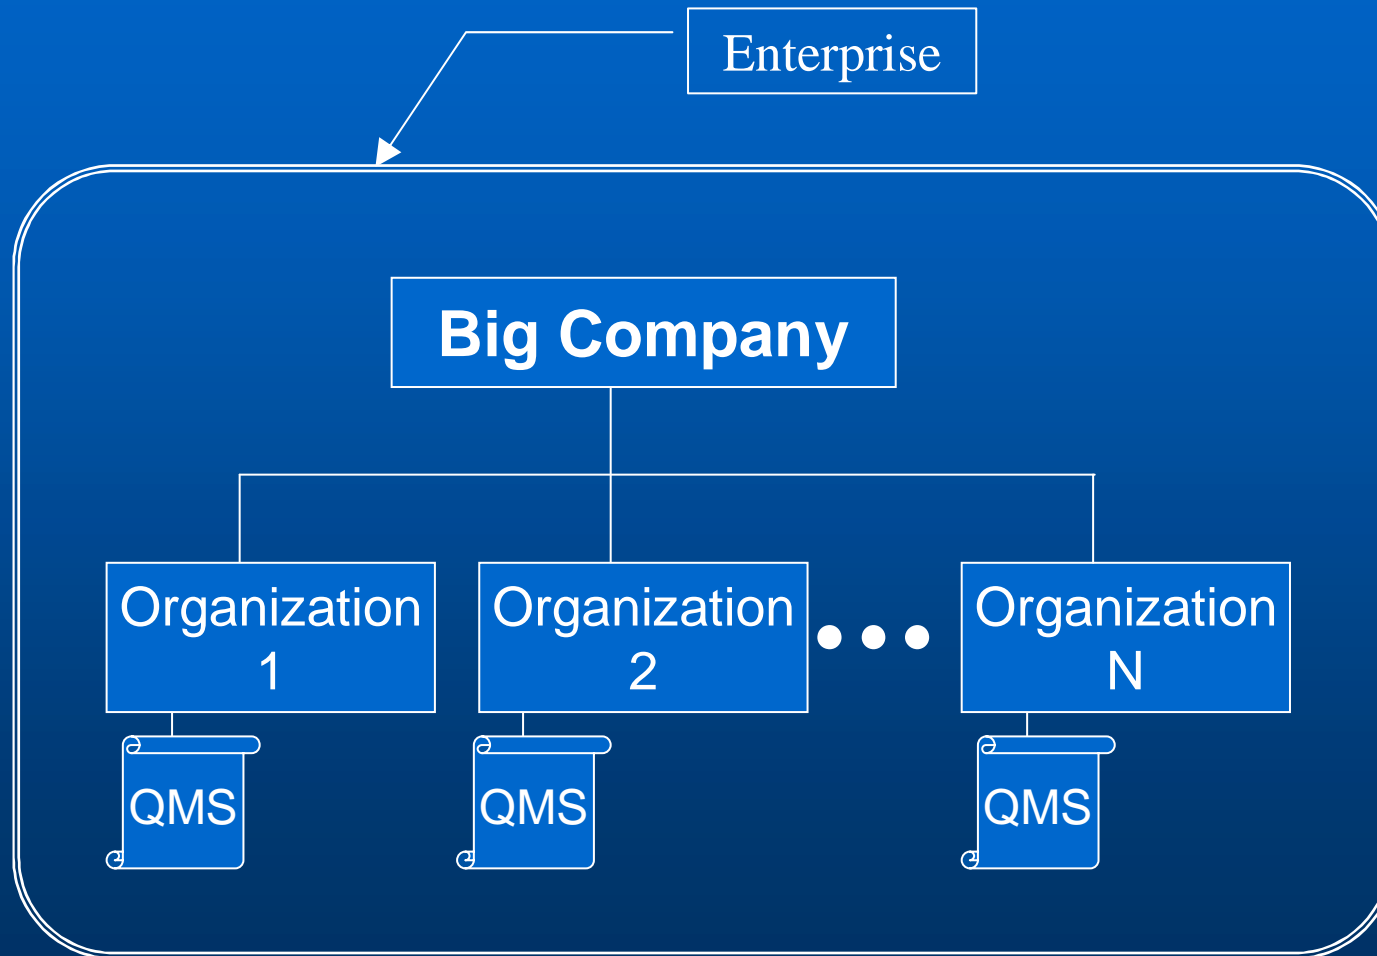 Enterprise
Big Company
Organization
1
Organization
2
Organization
N
QMS
QMS
QMS